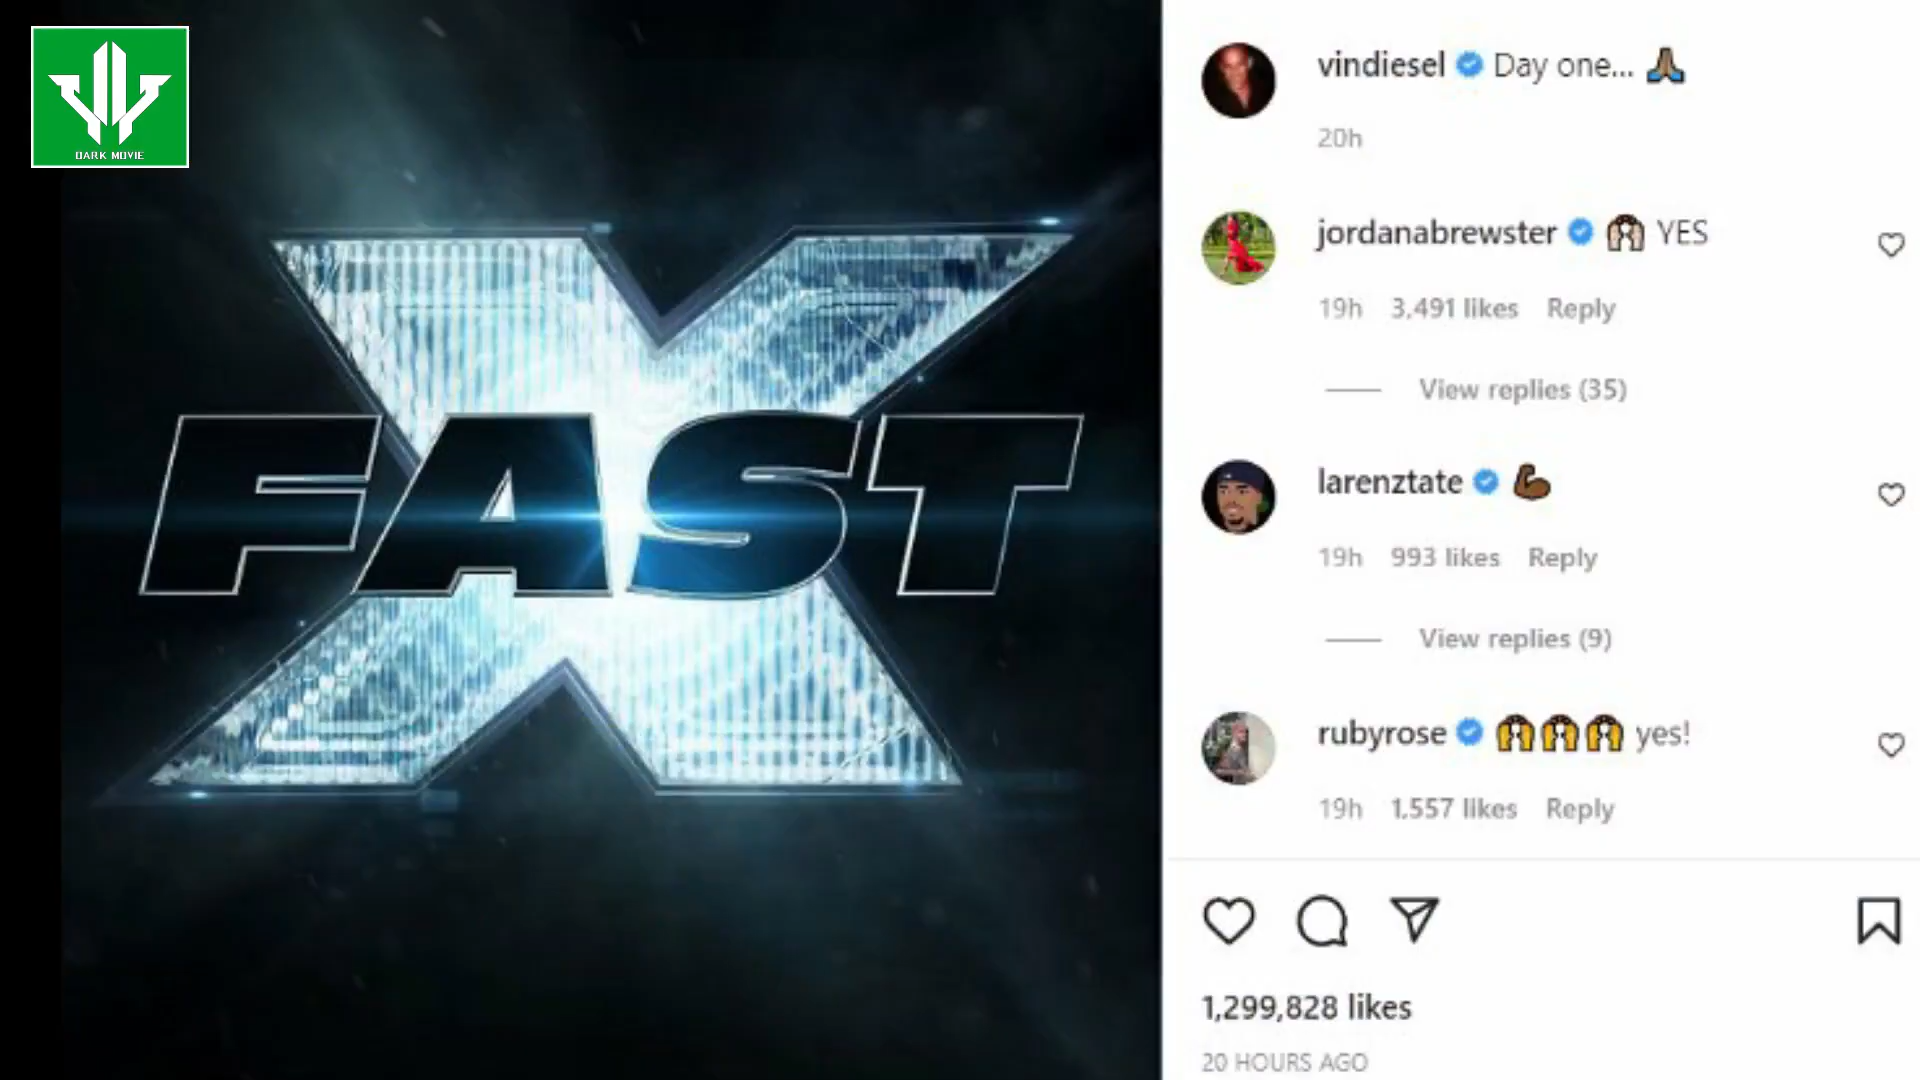 DARK MOVIE
FAST
X
vindiesel Day one... 🙏🏽
20h
jordanabrewster 🙌🏻 YES
19h 3,491 likes Reply
View replies (35)
larenztate 💪🏾
19h 993 likes Reply
View replies (9)
rubyrose 🙌🙌🙌 yes!
19h 1,557 likes Reply
1,299,828 likes
20 HOURS AGO